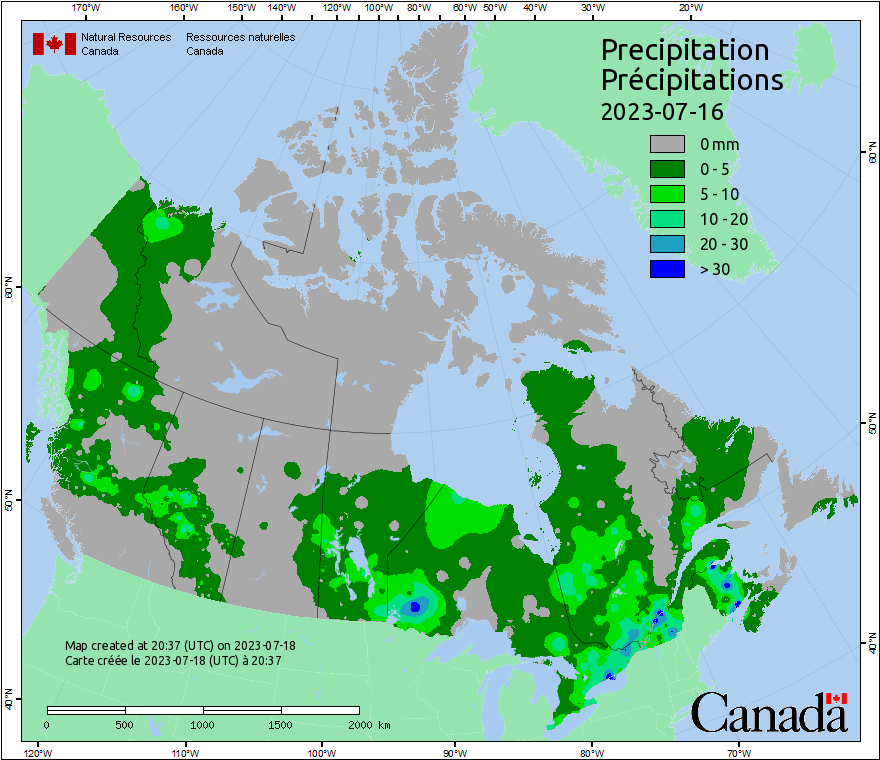 170°W 160°W 150°W 140°W 130°W 120°W 110°W 100°W 90°W 80°W 70°W 60°W 50°W 40°W 30°W 20°W
Natural Resources Ressources naturelles
Canada Canada
Precipitation
Précipitations
2023-07-16
0 mm
0 - 5
5 - 10
10 - 20
20 - 30
> 30
60°N 60°N
50°N 50°N
40°N 40°N
Map created at 20:37 (UTC) on 2023-07-18
Carte créée le 2023-07-18 (UTC) à 20:37
0 500 1000 1500 2000 km
Canada
120°W 110°W 100°W 90°W 80°W 70°W